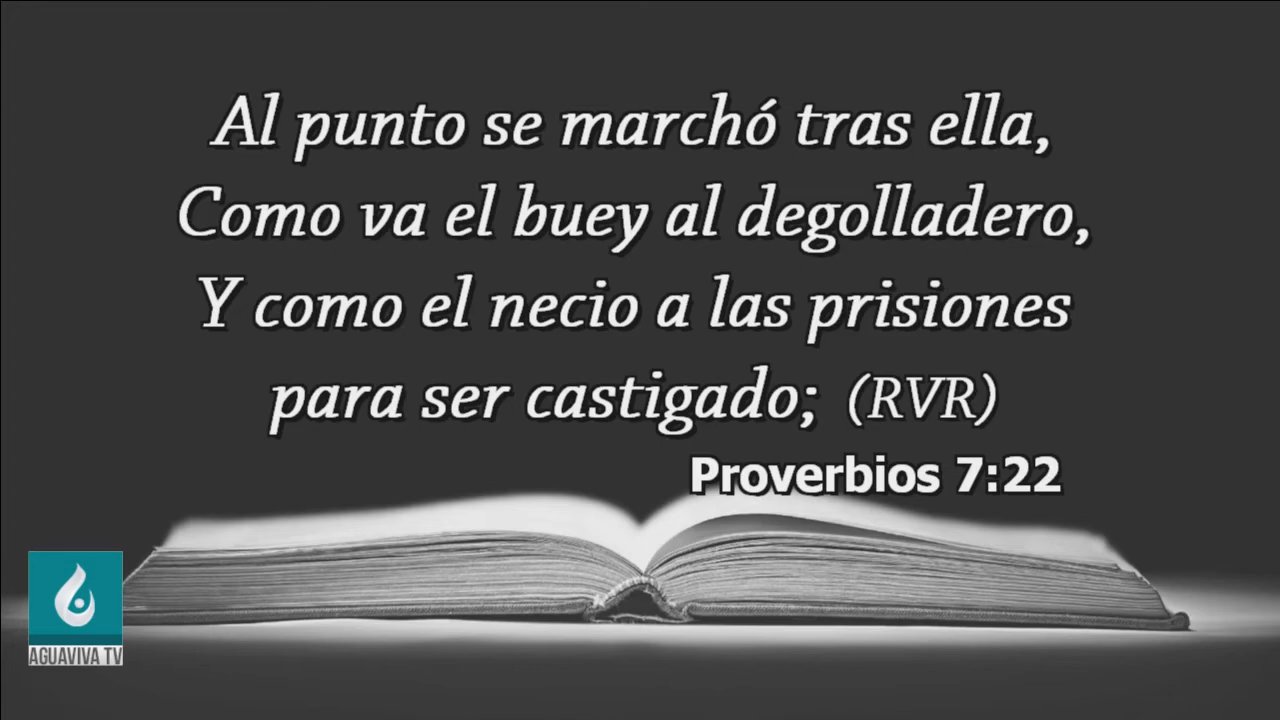 Al punto se marchó tras ella,
Como va el buey al degolladero,
Y como el necio a las prisiones
para ser castigado; (RVR)
Proverbios 7:22
AGUAVIVA TV